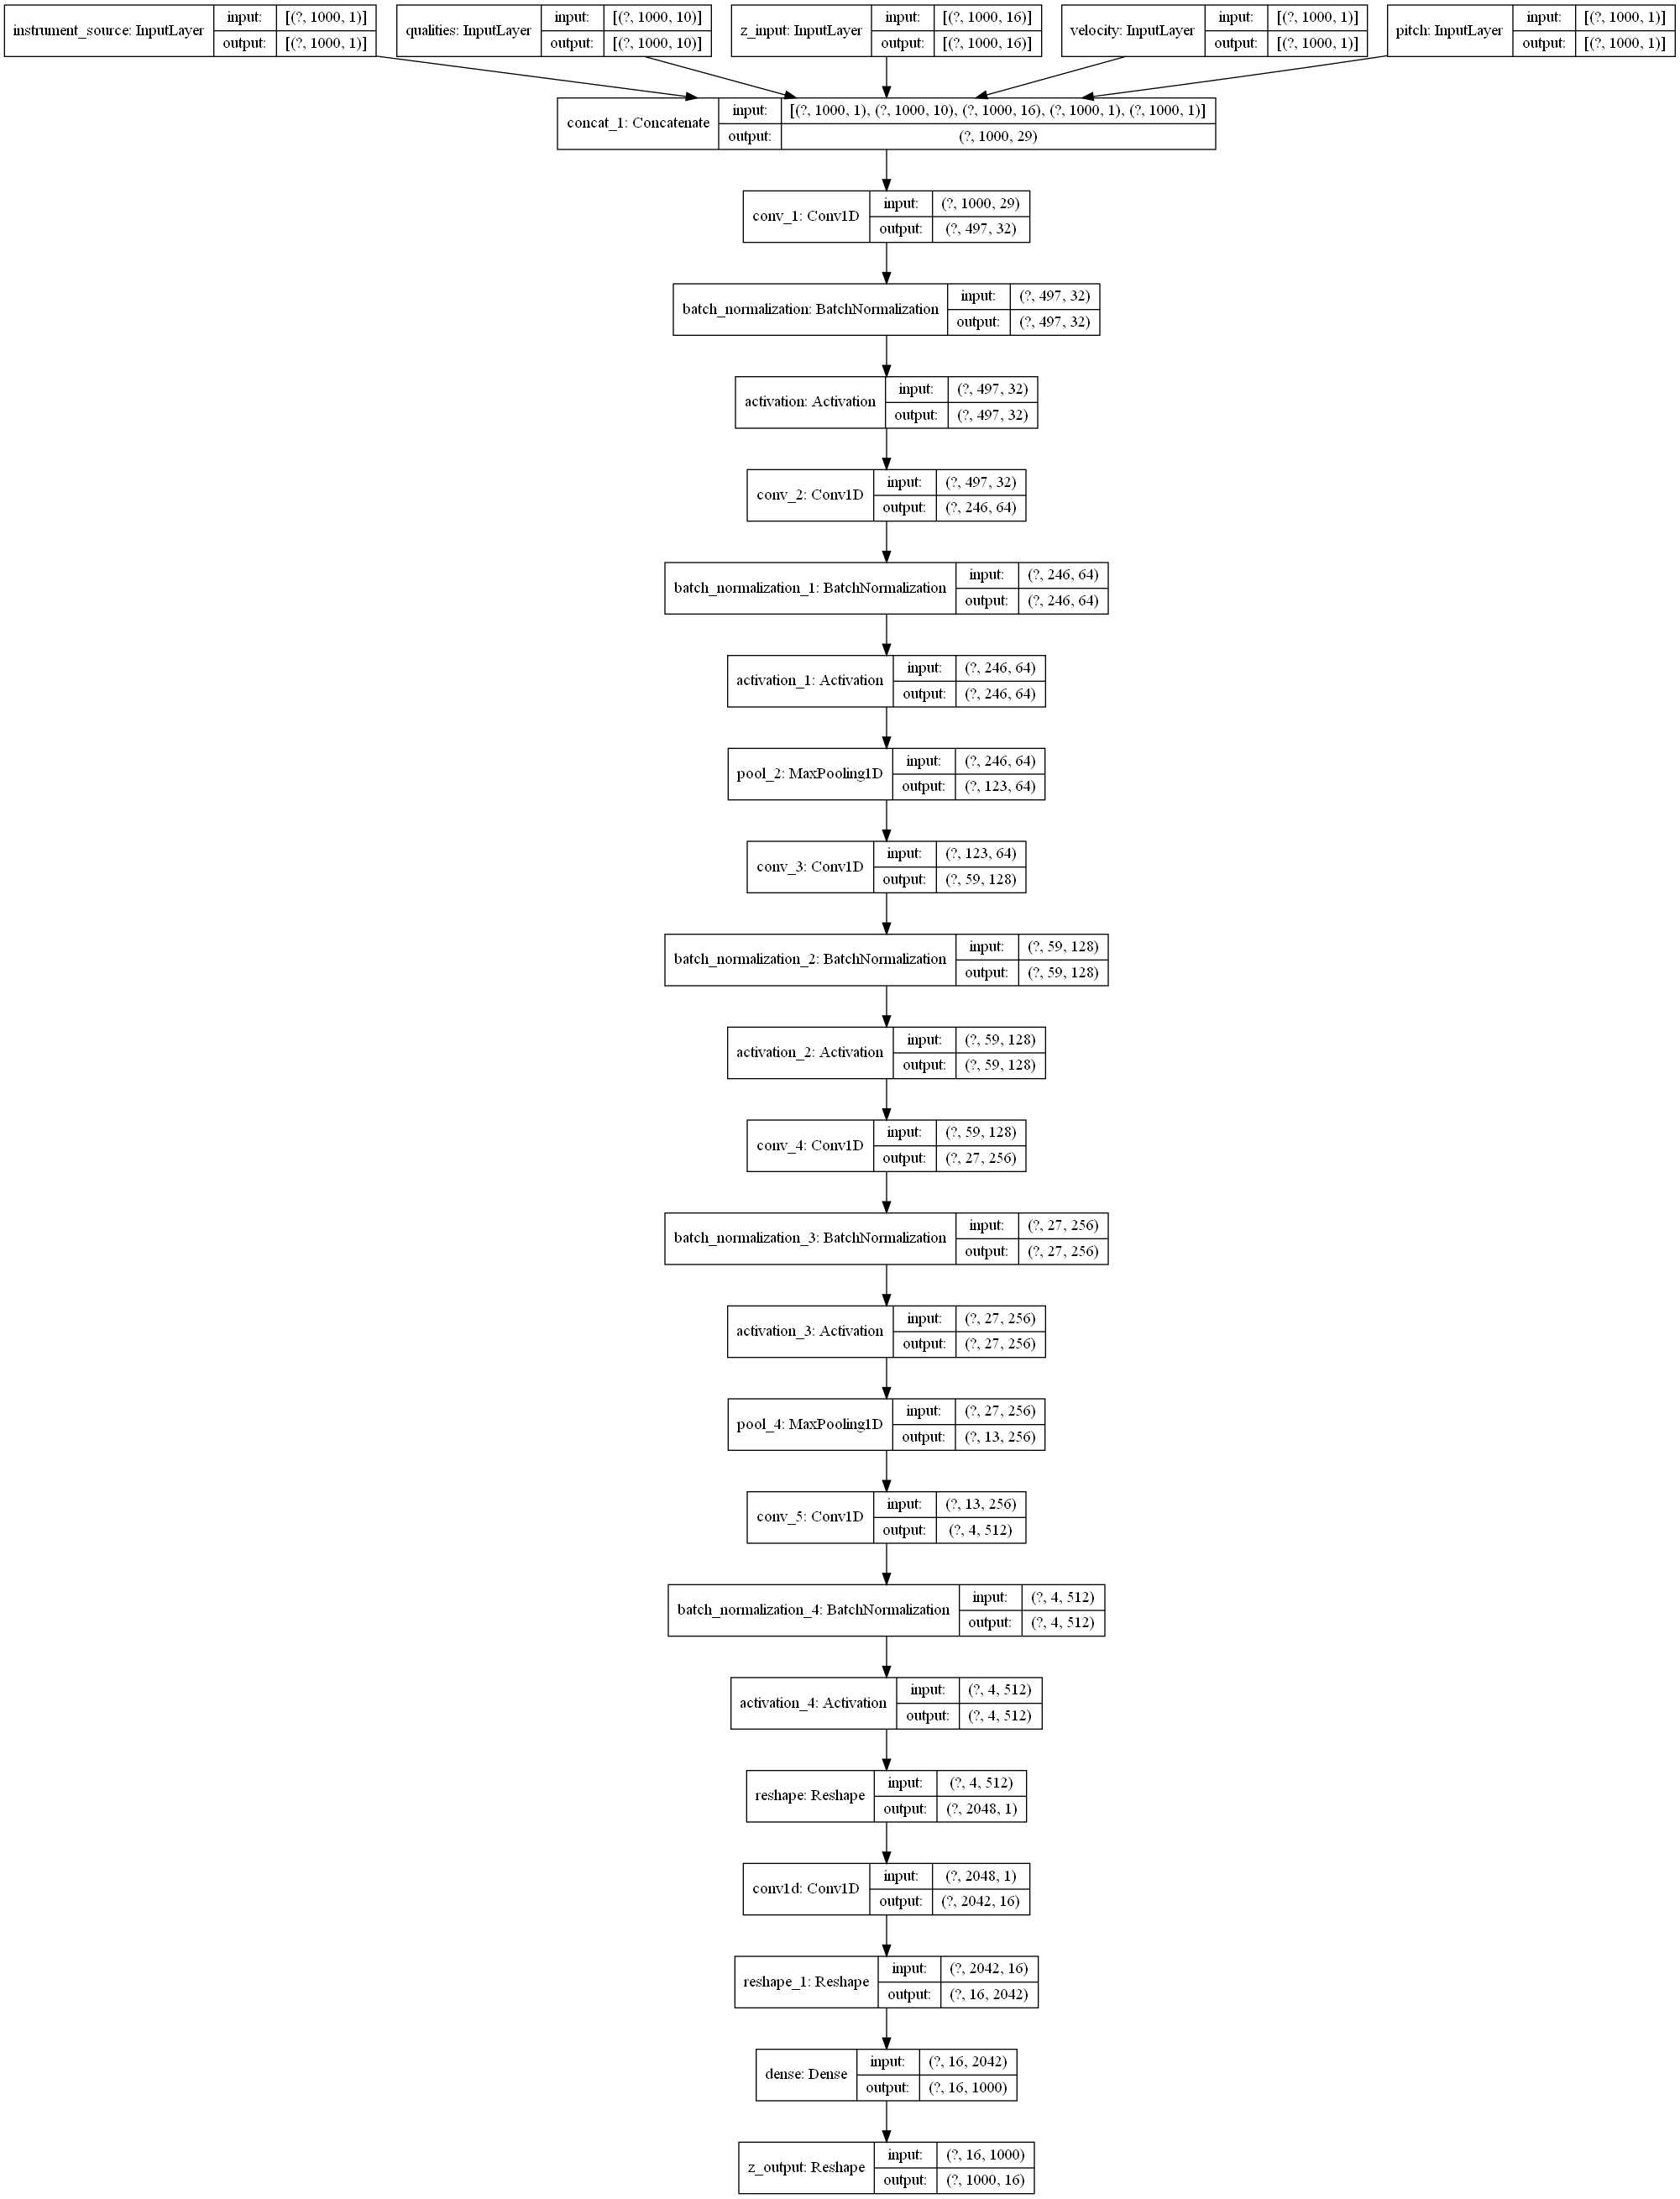 instrument_source: InputLayer
input: [(?, 1000, 1)]
output: [(?, 1000, 1)]
qualities: InputLayer
input: [(?, 1000, 10)]
output: [(?, 1000, 10)]
z_input: InputLayer
input: [(?, 1000, 16)]
output: [(?, 1000, 16)]
velocity: InputLayer
input: [(?, 1000, 1)]
output: [(?, 1000, 1)]
pitch: InputLayer
input: [(?, 1000, 1)]
output: [(?, 1000, 1)]
concat_1: Concatenate
input: [(?, 1000, 1), (?, 1000, 10), (?, 1000, 16), (?, 1000, 1), (?, 1000, 1)]
output: (?, 1000, 29)
conv_1: Conv1D
input: (?, 1000, 29)
output: (?, 497, 32)
batch_normalization: BatchNormalization
input: (?, 497, 32)
output: (?, 497, 32)
activation: Activation
input: (?, 497, 32)
output: (?, 497, 32)
conv_2: Conv1D
input: (?, 497, 32)
output: (?, 246, 64)
batch_normalization_1: BatchNormalization
input: (?, 246, 64)
output: (?, 246, 64)
activation_1: Activation
input: (?, 246, 64)
output: (?, 246, 64)
pool_2: MaxPooling1D
input: (?, 246, 64)
output: (?, 123, 64)
conv_3: Conv1D
input: (?, 123, 64)
output: (?, 59, 128)
batch_normalization_2: BatchNormalization
input: (?, 59, 128)
output: (?, 59, 128)
activation_2: Activation
input: (?, 59, 128)
output: (?, 59, 128)
conv_4: Conv1D
input: (?, 59, 128)
output: (?, 27, 256)
batch_normalization_3: BatchNormalization
input: (?, 27, 256)
output: (?, 27, 256)
activation_3: Activation
input: (?, 27, 256)
output: (?, 27, 256)
pool_4: MaxPooling1D
input: (?, 27, 256)
output: (?, 13, 256)
conv_5: Conv1D
input: (?, 13, 256)
output: (?, 4, 512)
batch_normalization_4: BatchNormalization
input: (?, 4, 512)
output: (?, 4, 512)
activation_4: Activation
input: (?, 4, 512)
output: (?, 4, 512)
reshape: Reshape
input: (?, 4, 512)
output: (?, 2048, 1)
conv1d: Conv1D
input: (?, 2048, 1)
output: (?, 2042, 16)
reshape_1: Reshape
input: (?, 2042, 16)
output: (?, 16, 2042)
dense: Dense
input: (?, 16, 2042)
output: (?, 16, 1000)
z_output: Reshape
input: (?, 16, 1000)
output: (?, 1000, 16)